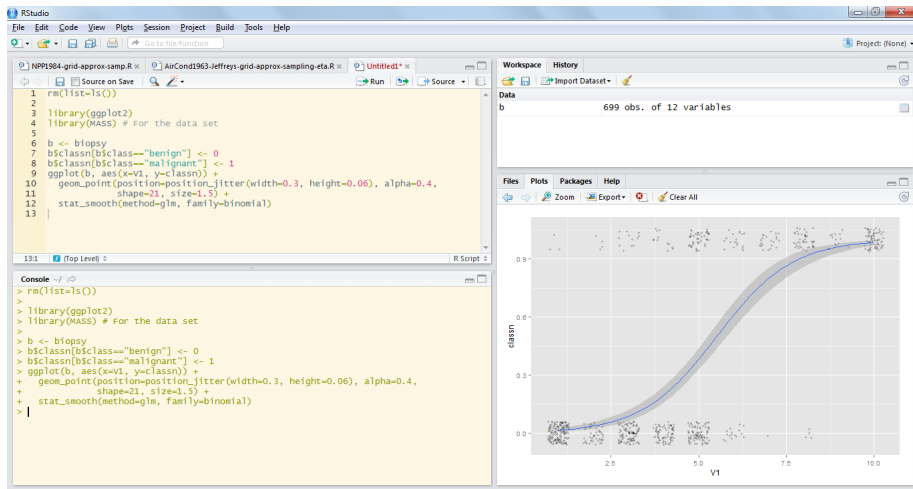 RStudio
File Edit Code View Plots Session Project Build Tools Help
Go to file/function
Project: (None)
NPP1984-grid-approx-samp.R × AirCond1963-Jeffreys-grid-approx-sampling-eta.R × Untitled1* ×
Source on Save Run Source
1 rm(list=ls())
2
3 library(ggplot2)
4 library(MASS) # For the data set
5
6 b <- biopsy
7 b$classn[b$class=="benign"] <- 0
8 b$classn[b$class=="malignant"] <- 1
9 ggplot(b, aes(x=V1, y=classn)) +
10 geom_point(position=position_jitter(width=0.3, height=0.06), alpha=0.4,
11 shape=21, size=1.5) +
12 stat_smooth(method=glm, family=binomial)
13
13:1 (Top Level) R Script
Console ~/
> rm(list=ls())
>
> library(ggplot2)
> library(MASS) # For the data set
>
> b <- biopsy
> b$classn[b$class=="benign"] <- 0
> b$classn[b$class=="malignant"] <- 1
> ggplot(b, aes(x=V1, y=classn)) +
+ geom_point(position=position_jitter(width=0.3, height=0.06), alpha=0.4,
+ shape=21, size=1.5) +
+ stat_smooth(method=glm, family=binomial)
>
Workspace History
Import Dataset
Data
b 699 obs. of 12 variables
Files Plots Packages Help
Zoom Export Clear All
0.9
0.6
0.3
0.0
classn
2.5 5.0 7.5 10.0
V1